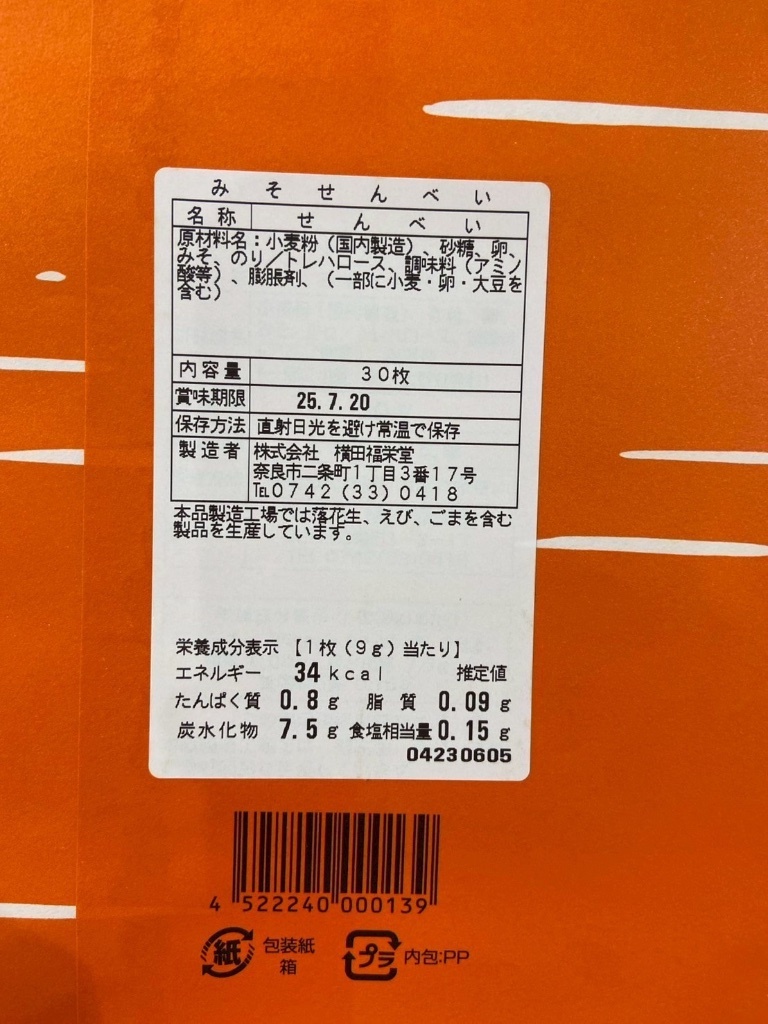 みそせんべい
名称 せんべい
原材料名：小麦粉（国内製造）、砂糖、卵、
みそ、のり／トレハロース、調味料（アミノ
酸等）、膨脹剤、（一部に小麦・卵・大豆を
含む）
内容量 30枚
賞味期限 25.7.20
保存方法 直射日光を避け常温で保存
製造者 株式会社 横田福栄堂
奈良市二条町1丁目3番17号
℡0742（33）0418
本品製造工場では落花生、えび、ごまを含む
製品を生産しています。
栄養成分表示【1枚（9g）当たり】
エネルギー 34kcal 推定値
たんぱく質 0.8g 脂質 0.09g
炭水化物 7.5g 食塩相当量 0.15g
04230605
4 522240 000139
紙 包装紙
箱
プラ 内包:PP